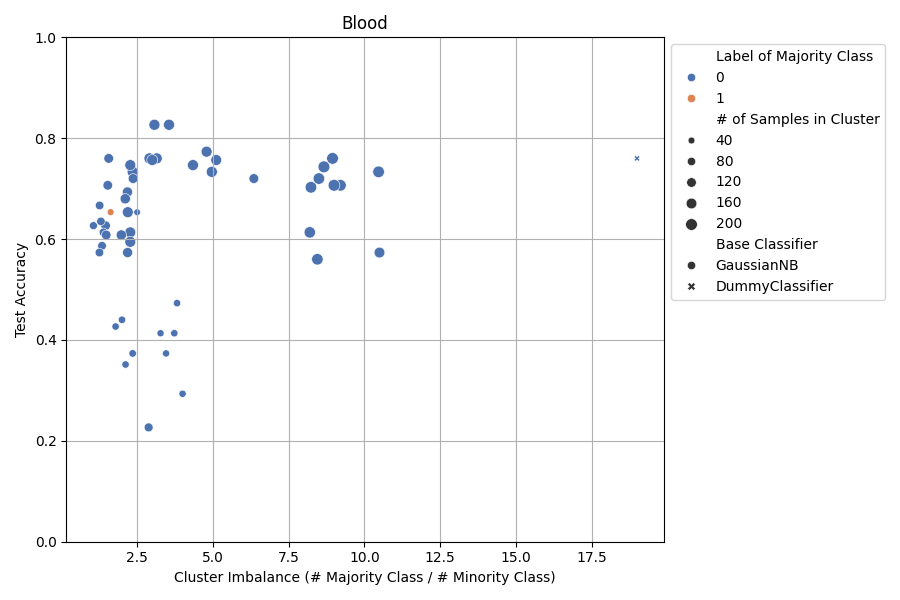 Blood
1.0
0.8
0.6
0.4
0.2
0.0
Test Accuracy
2.5 5.0 7.5 10.0 12.5 15.0 17.5
Cluster Imbalance (# Majority Class / # Minority Class)
Label of Majority Class
0
1
# of Samples in Cluster
40
80
120
160
200
Base Classifier
GaussianNB
DummyClassifier